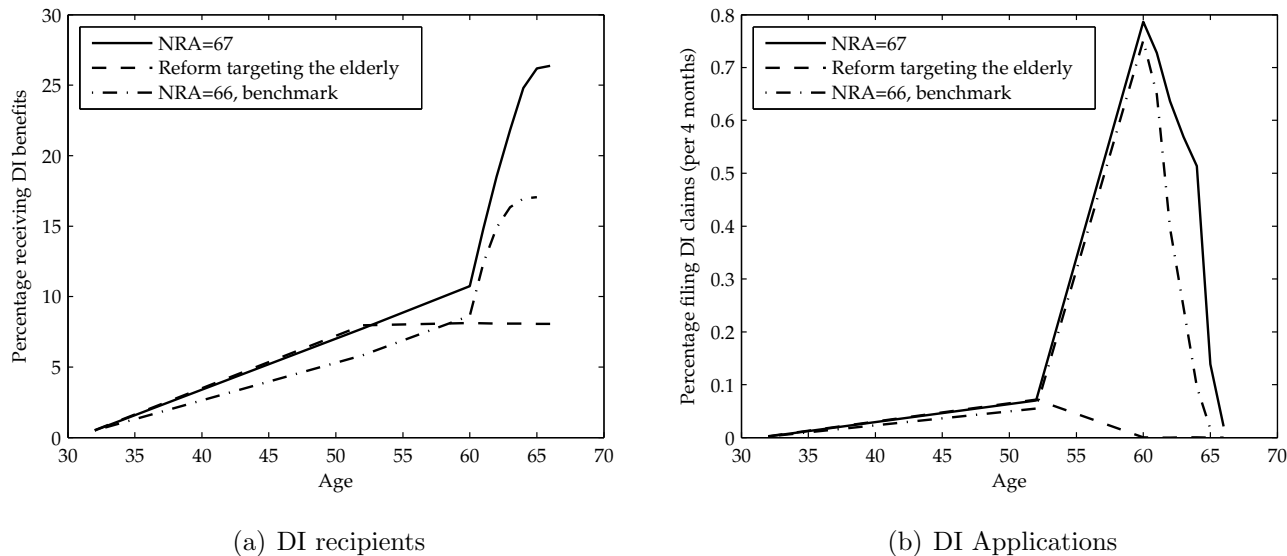 30
25
20
15
10
5
0
Percentage receiving DI benefits
NRA=67
Reform targeting the elderly
NRA=66, benchmark
30 35 40 45 50 55 60 65 70
Age
(a) DI recipients
0.8
0.7
0.6
0.5
0.4
0.3
0.2
0.1
0
Percentage filing DI claims (per 4 months)
NRA=67
Reform targeting the elderly
NRA=66, benchmark
30 35 40 45 50 55 60 65 70
Age
(b) DI Applications